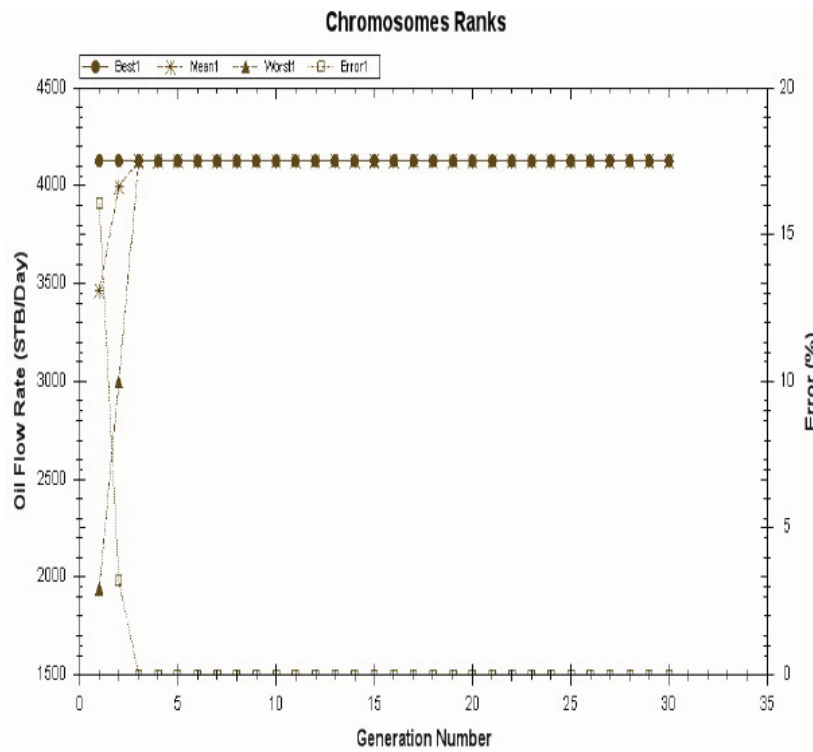 Chromosomes Ranks
Best1 Mean1 Worst1 Error1
4500
4000
3500
3000
2500
2000
1500
Oil Flow Rate (STB/Day)
20
15
10
5
0
Error (%)
0 5 10 15 20 25 30 35
Generation Number